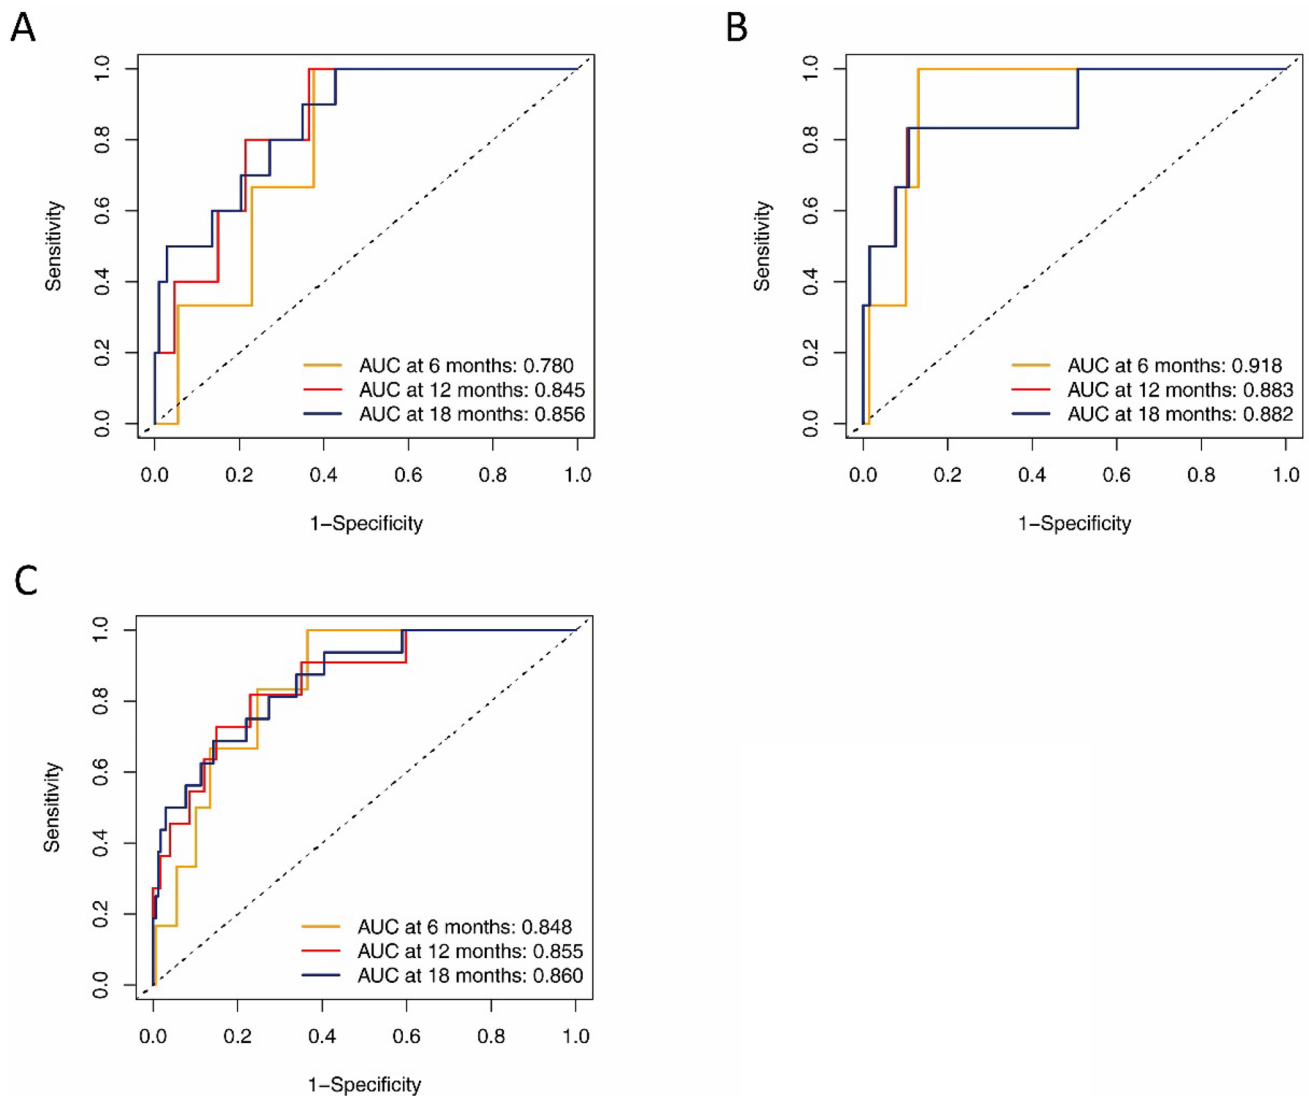 A
1.0
0.8
0.6
0.4
0.2
0.0
Sensitivity
AUC at 6 months: 0.780
AUC at 12 months: 0.845
AUC at 18 months: 0.856
0.0 0.2 0.4 0.6 0.8 1.0
1−Specificity
B
1.0
0.8
0.6
0.4
0.2
0.0
Sensitivity
AUC at 6 months: 0.918
AUC at 12 months: 0.883
AUC at 18 months: 0.882
0.0 0.2 0.4 0.6 0.8 1.0
1−Specificity
C
1.0
0.8
0.6
0.4
0.2
0.0
Sensitivity
AUC at 6 months: 0.848
AUC at 12 months: 0.855
AUC at 18 months: 0.860
0.0 0.2 0.4 0.6 0.8 1.0
1−Specificity